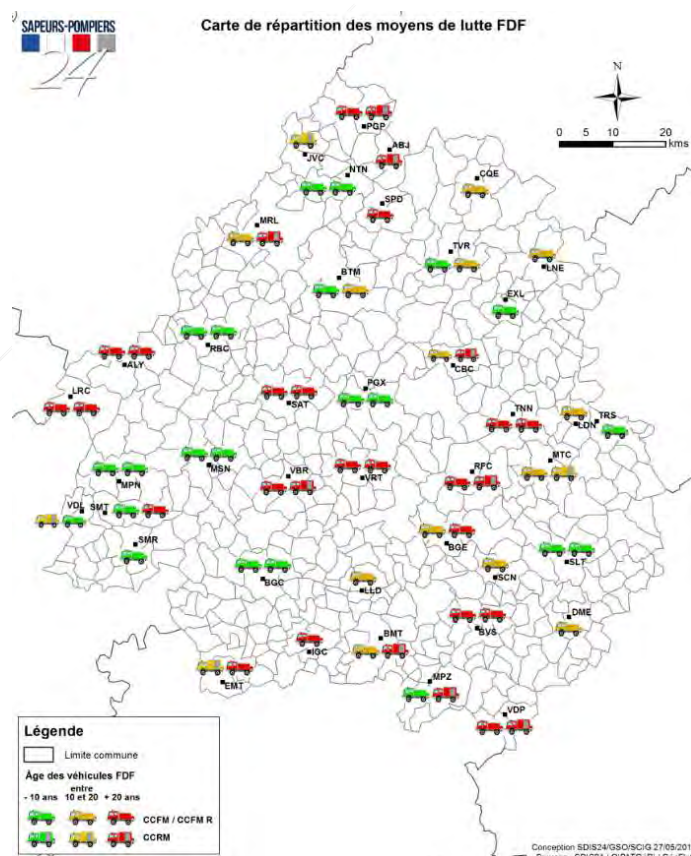 SAPEURS-POMPIERS
24
Carte de répartition des moyens de lutte FDF
N
0 5 10 20
kms
PGP
ABJ
JVC
NTN
CQE
SPD
MRL
TVR
LNE
BTM
EXL
RBC
ALY
CBC
LRC
PGX
SAT
TNN
LDN
TRS
MTC
MSN
VBR
VRT
RFC
MPN
VDL
SMT
SMR
BGE
SLT
BGC
SCN
LLD
DME
BVS
BMT
IGC
EMT
MPZ
VDP
Légende
Limite commune
Âge des véhicules FDF
- 10 ans
entre
10 et 20
+ 20 ans
CCFM / CCFM R
CCRM
Conception SDIS24/GSO/SCIG 27/05/201